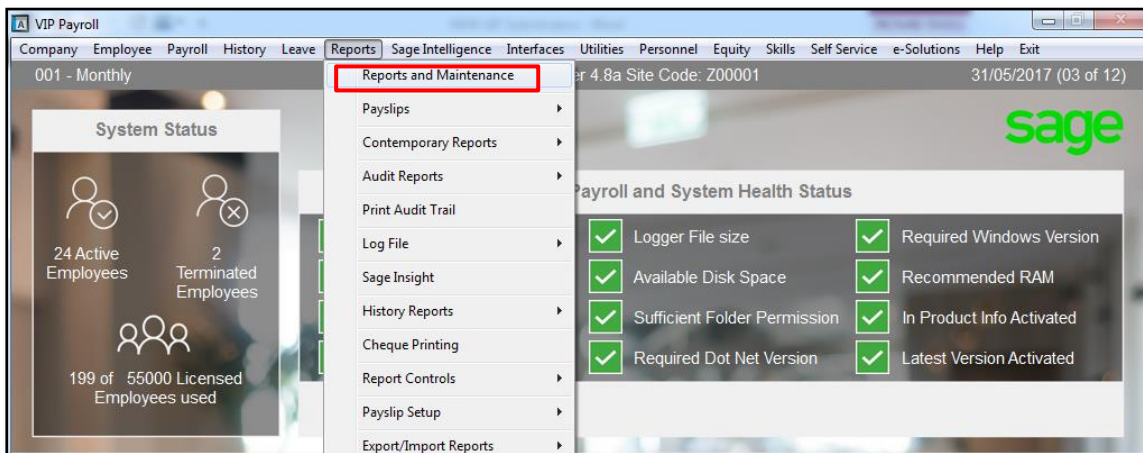 VIP Payroll
Company Employee Payroll History Leave Reports Sage Intelligence Interfaces Utilities Personnel Equity Skills Self Service e-Solutions Help Exit
001 - Monthly
4.8a Site Code: Z00001
31/05/2017 (03 of 12)
Reports and Maintenance
Payslips
Contemporary Reports
Audit Reports
Print Audit Trail
Log File
Sage Insight
History Reports
Cheque Printing
Report Controls
Payslip Setup
Export/Import Reports
System Status
24 Active
Employees
2
Terminated
Employees
199 of 55000 Licensed
Employees used
sage
Payroll and System Health Status
Logger File size
Required Windows Version
Available Disk Space
Recommended RAM
Sufficient Folder Permission
In Product Info Activated
Required Dot Net Version
Latest Version Activated